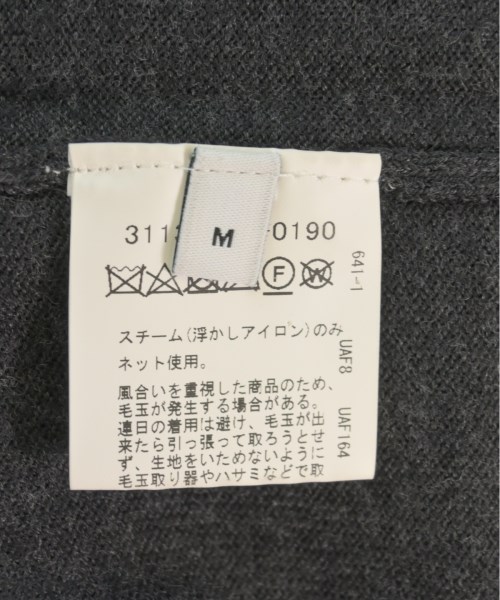 M
311 -0190
F
W
スチーム(浮かしアイロン)のみ
ネット使用。
風合いを重視した商品のため、
毛玉が発生する場合がある。
連日の着用は避け、毛玉が出
来たら引っ張って取ろうとせ
ず、生地をいためないように
毛玉取り器やハサミなどで取
641-1
UAF8
UAF164